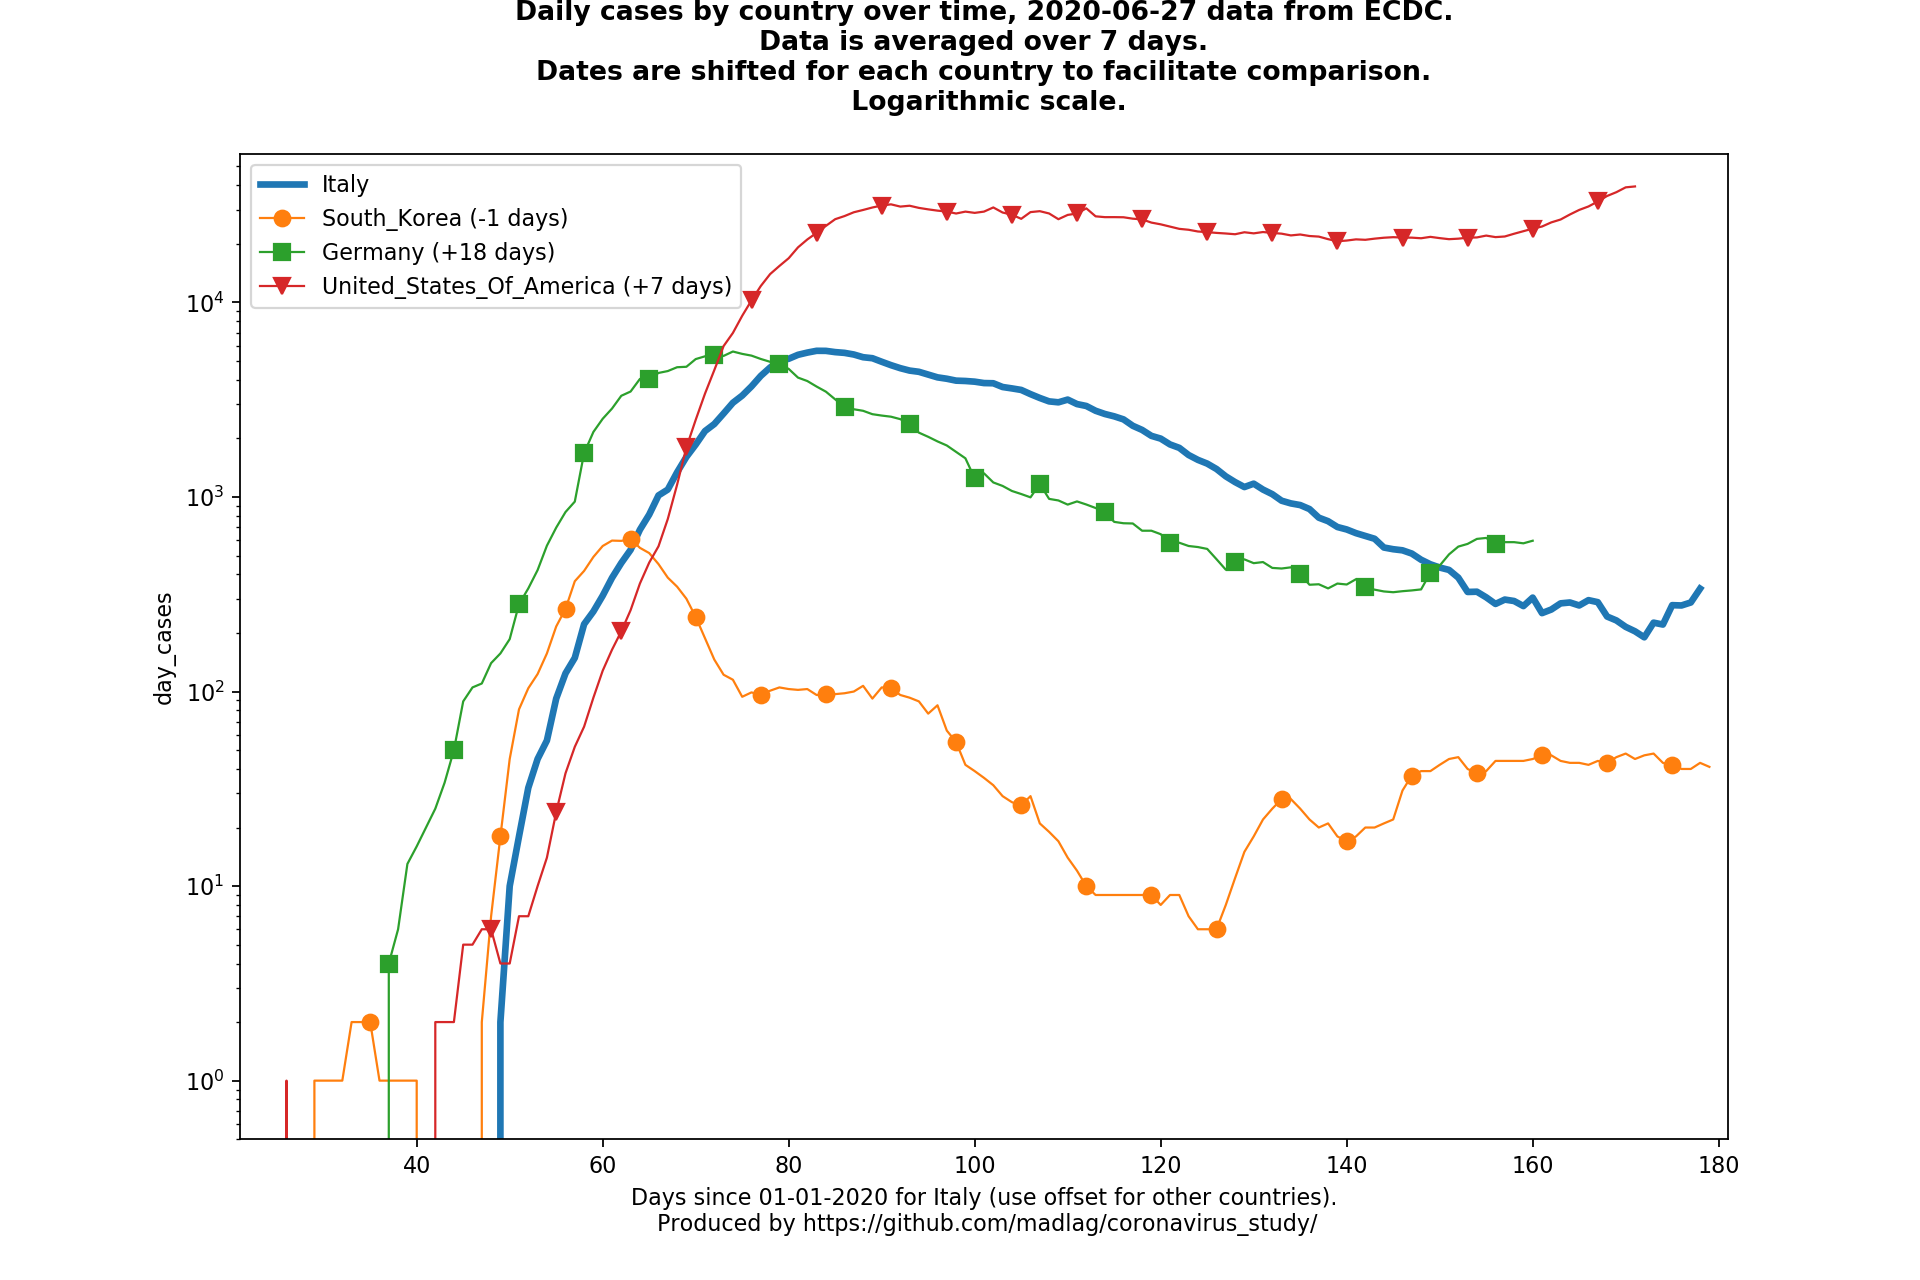 Daily cases by country over time, 2020-06-27 data from ECDC.
Data is averaged over 7 days.
Dates are shifted for each country to facilitate comparison.
Logarithmic scale.
Italy
South_Korea (-1 days)
Germany (+18 days)
United_States_Of_America (+7 days)
day_cases
10⁴
10³
10²
10¹
10⁰
40 60 80 100 120 140 160 180
Days since 01-01-2020 for Italy (use offset for other countries).
Produced by https://github.com/madlag/coronavirus_study/